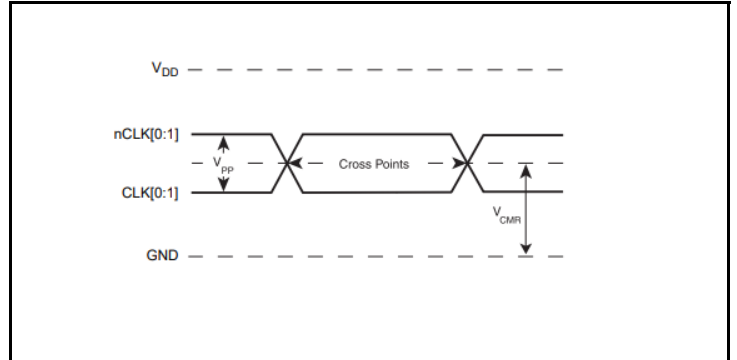 VDD
nCLK[0:1]
VPP
Cross Points
CLK[0:1]
VCMR
GND